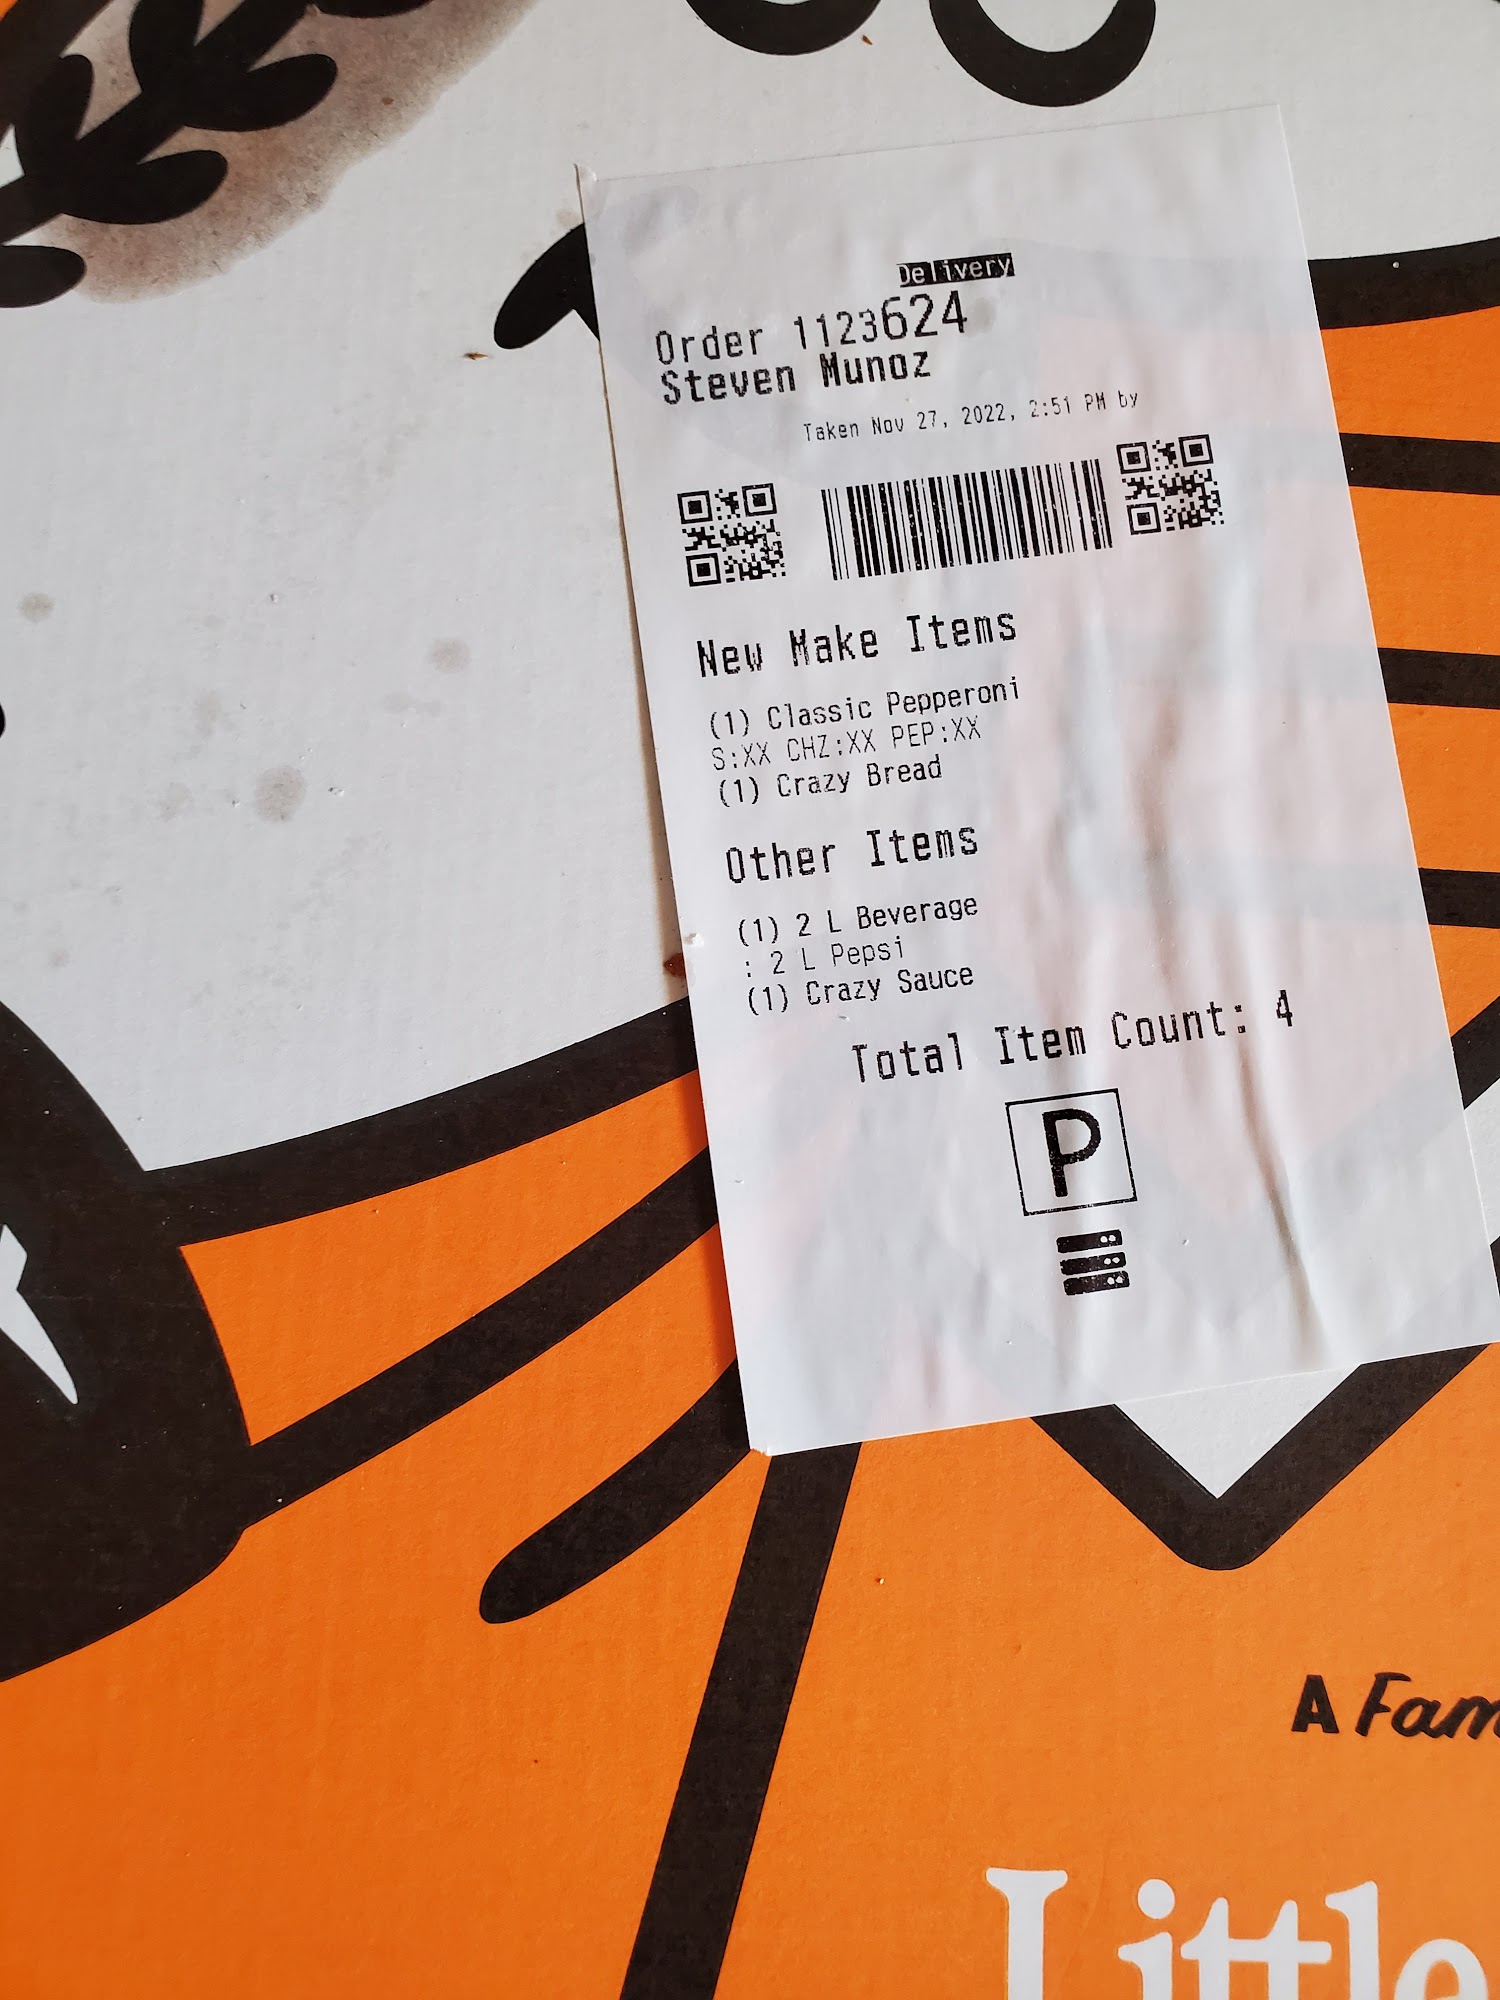 Delivery
Order 1123624
Steven Munoz
Taken Nov 27, 2022, 2:51 PM by
New Make Items
(1) Classic Pepperoni
S:XX CHZ:XX PEP:XX
(1) Crazy Bread
Other Items
(1) 2 L Beverage
: 2 L Pepsi
(1) Crazy Sauce
Total Item Count: 4
P
A Fam
Little